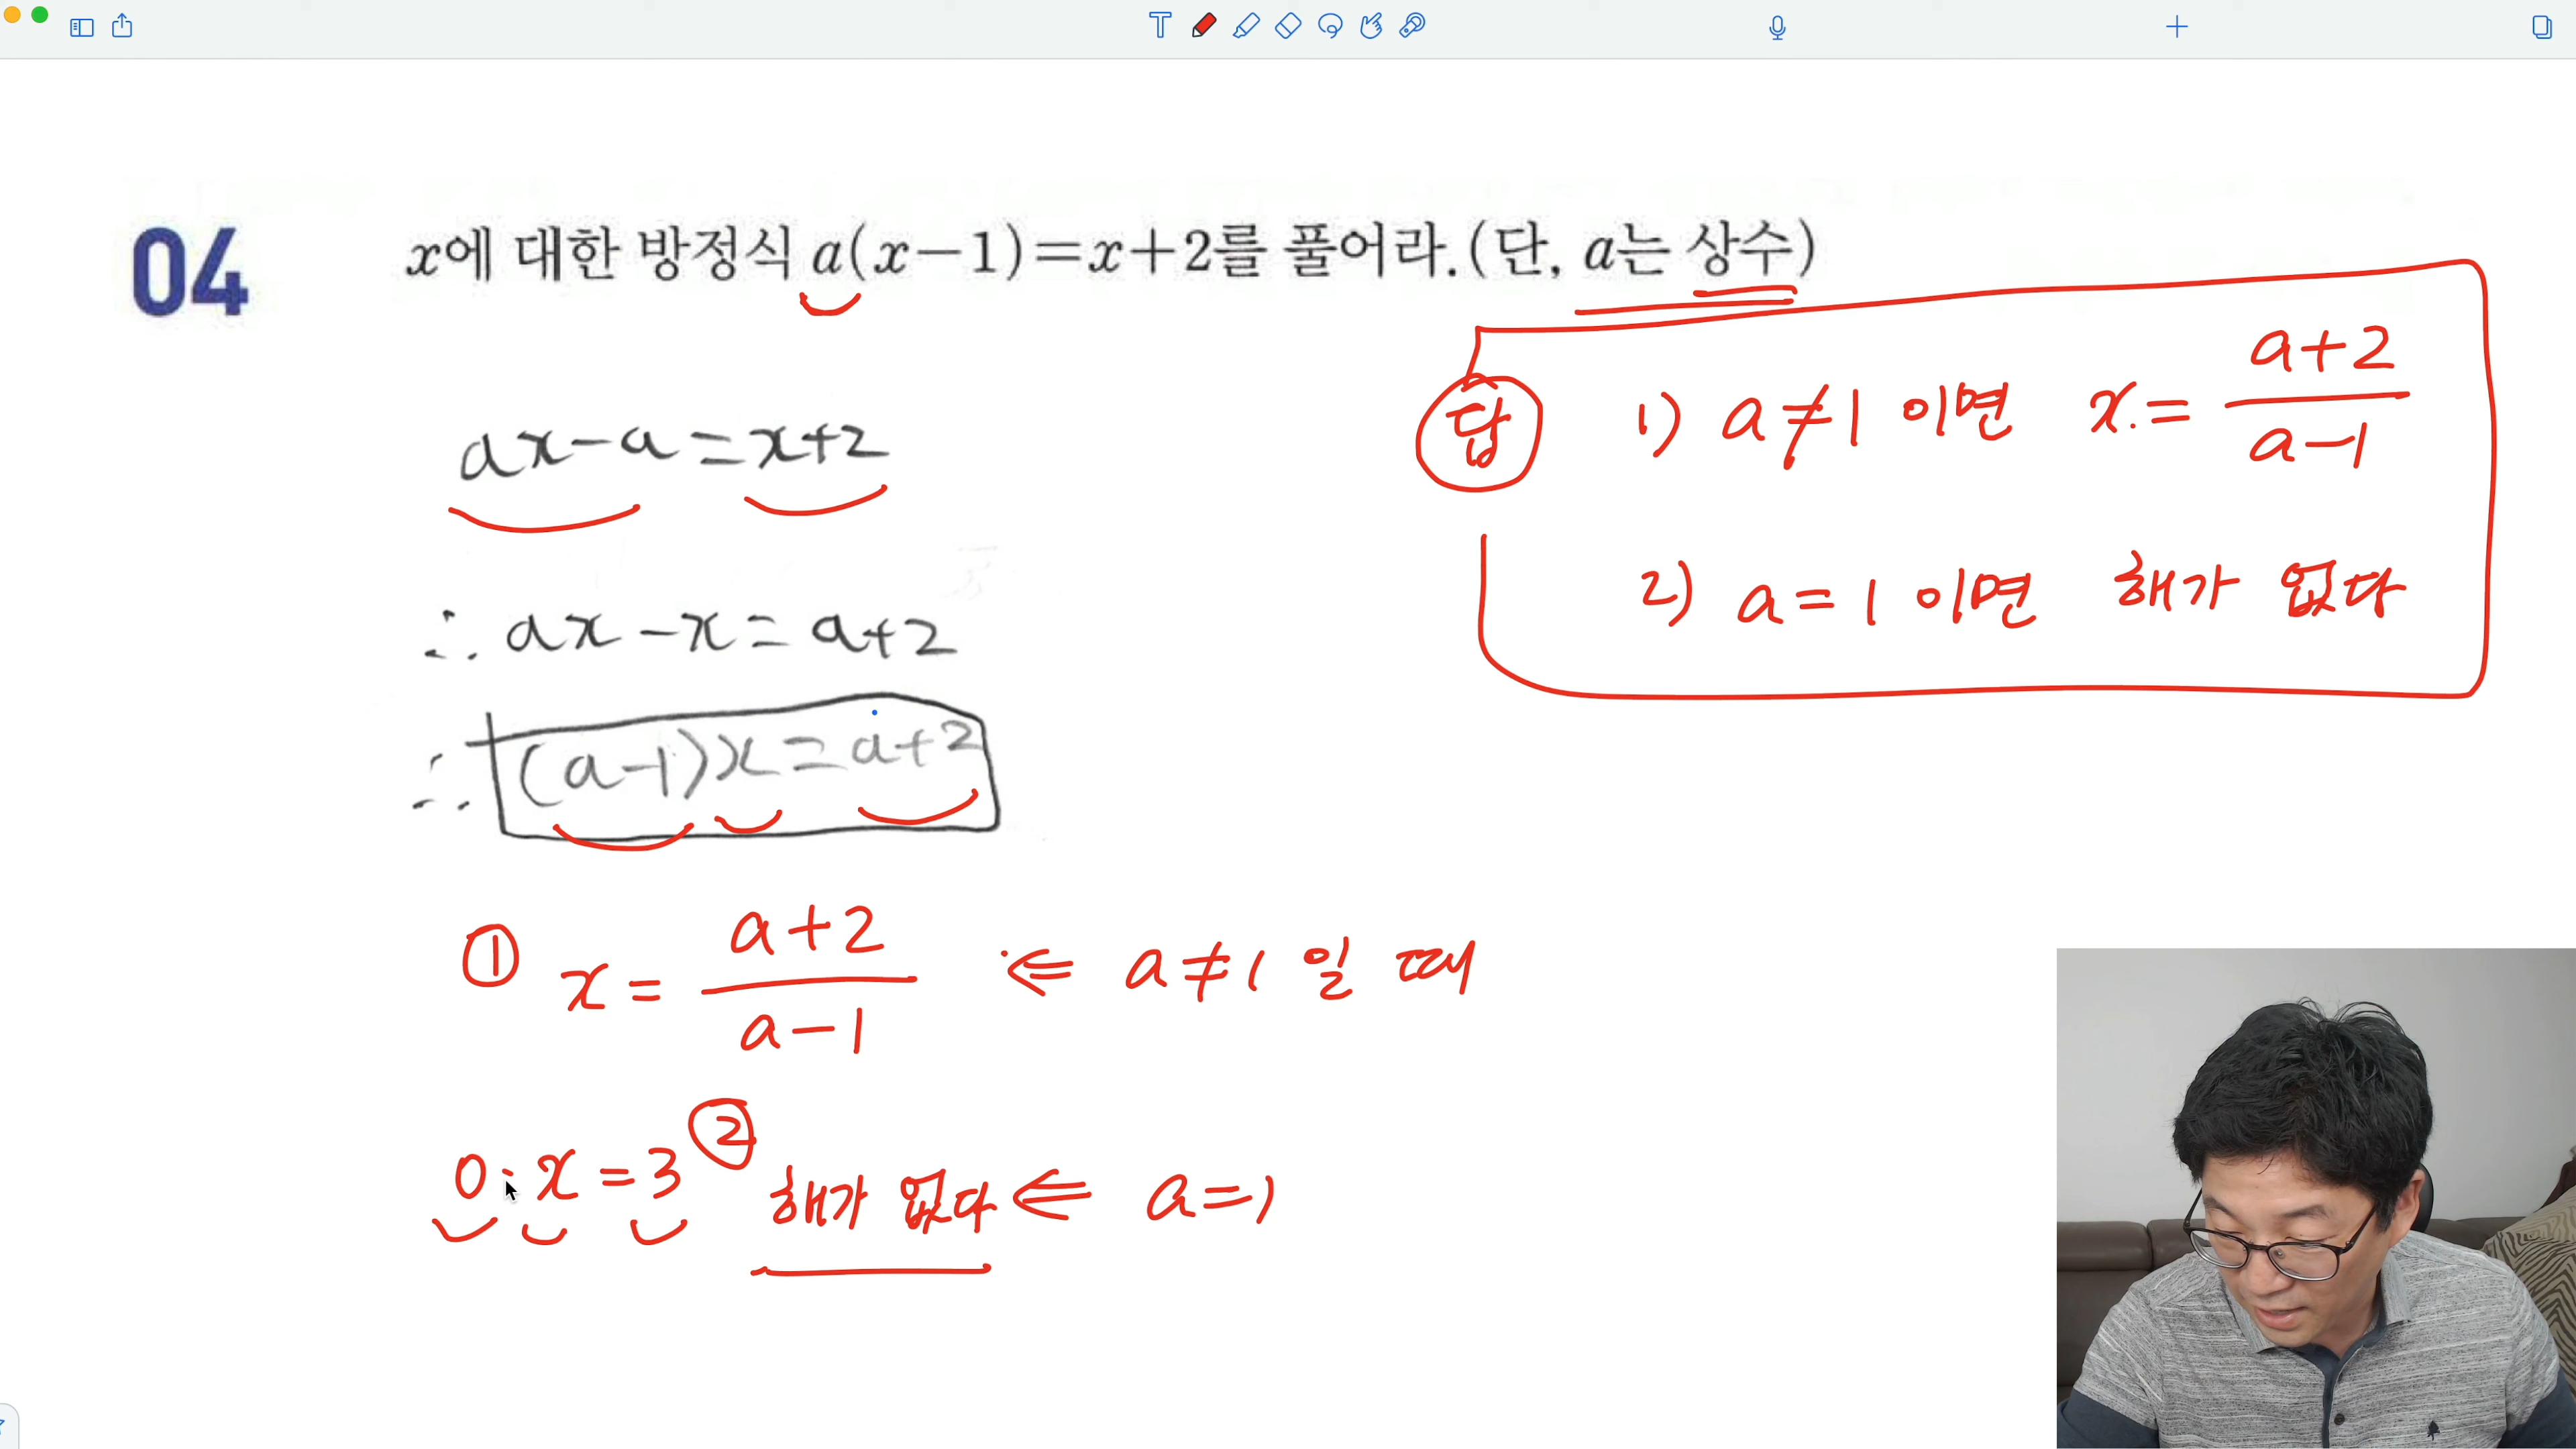 04 x에 대한 방정식 a(x−1)=x+2를 풀어라.(단, a는 상수)
ax−a=x+2
∴ ax−x=a+2
∴ (a−1)x=a+2
① x = (a+2)/(a−1) ⇐ a≠1 일 때
0·x=3 ② 해가 없다 ⇐ a=1
답 1) a≠1 이면 x = (a+2)/(a−1)
2) a=1 이면 해가 없다